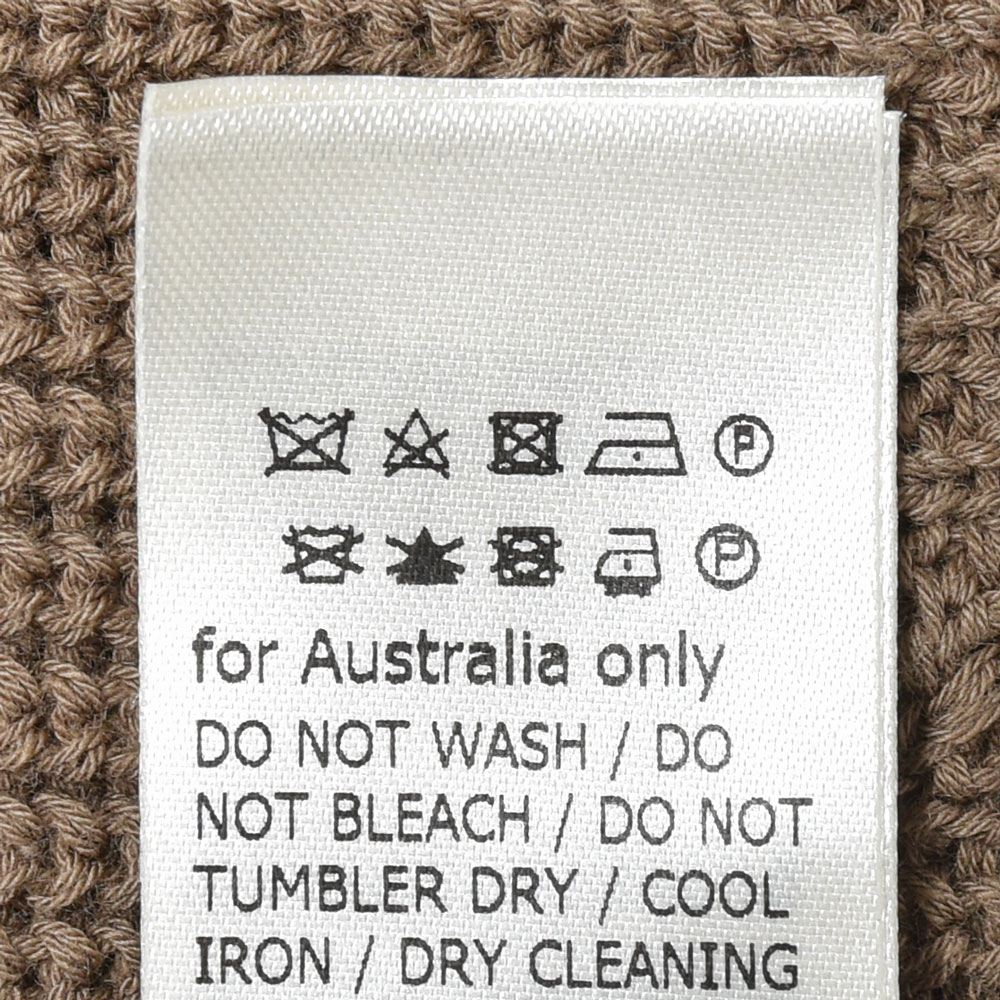 P
P
for Australia only
DO NOT WASH / DO
NOT BLEACH / DO NOT
TUMBLER DRY / COOL
IRON / DRY CLEANING